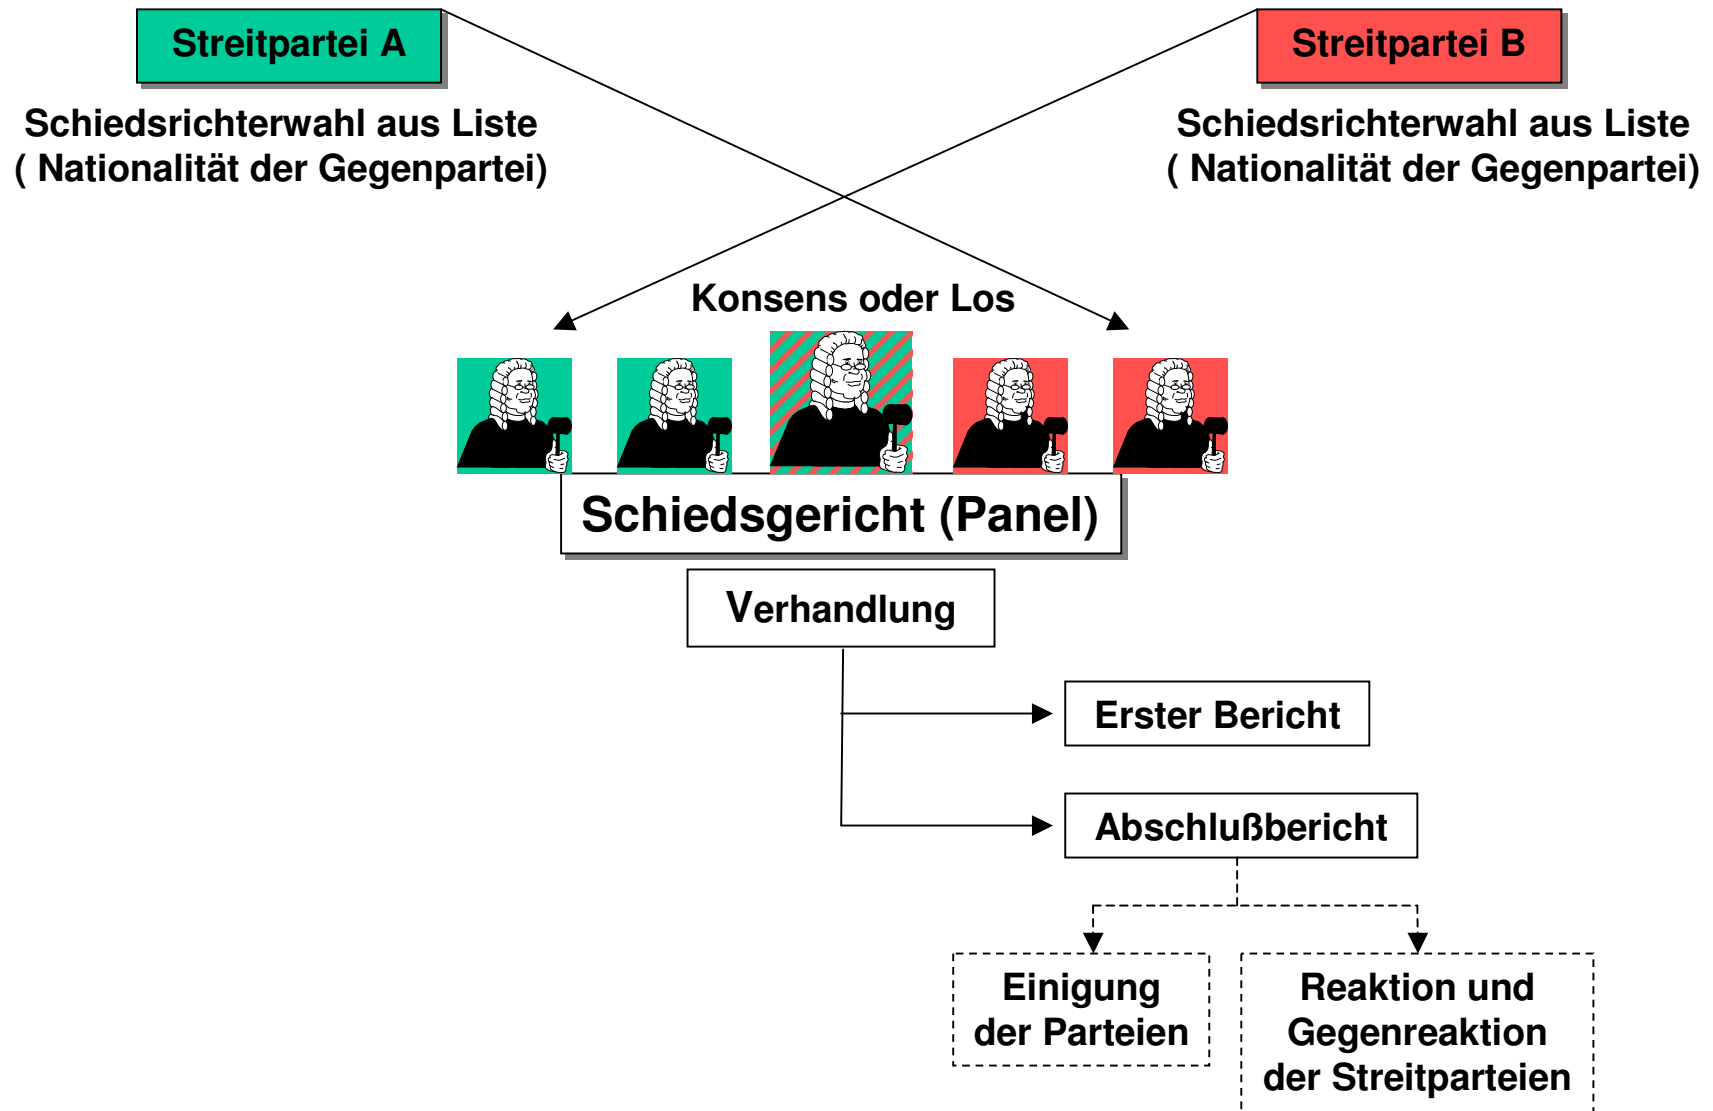 Streitpartei A
Streitpartei B
Schiedsrichterwahl aus Liste
( Nationalität der Gegenpartei)
Schiedsrichterwahl aus Liste
( Nationalität der Gegenpartei)
Konsens oder Los
Schiedsgericht (Panel)
Verhandlung
Erster Bericht
Abschlußbericht
Einigung
der Parteien
Reaktion und
Gegenreaktion
der Streitparteien